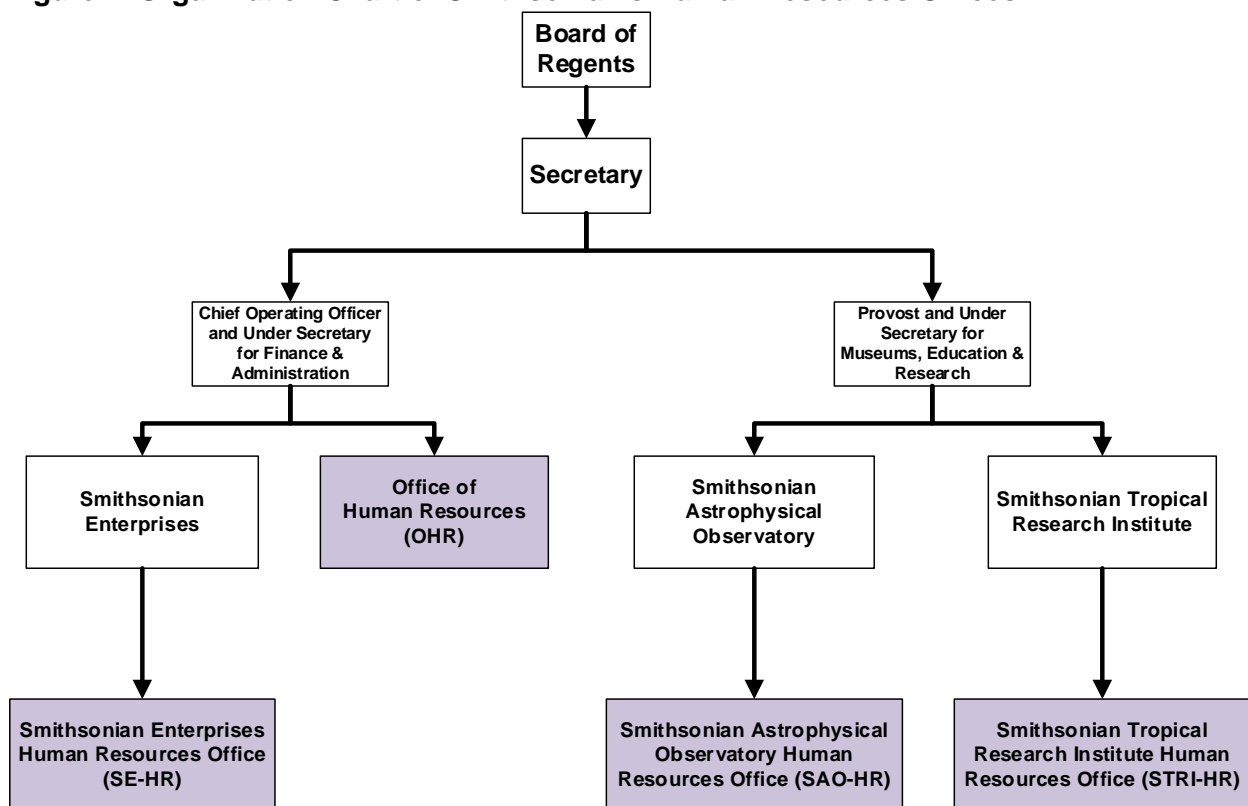 Board of
Regents
Secretary
Chief Operating Officer
and Under Secretary
for Finance &
Administration
Provost and Under
Secretary for
Museums, Education &
Research
Smithsonian
Enterprises
Office of
Human Resources
(OHR)
Smithsonian
Astrophysical
Observatory
Smithsonian Tropical
Research Institute
Smithsonian Enterprises
Human Resources Office
(SE-HR)
Smithsonian Astrophysical
Observatory Human
Resources Office (SAO-HR)
Smithsonian Tropical
Research Institute Human
Resources Office (STRI-HR)